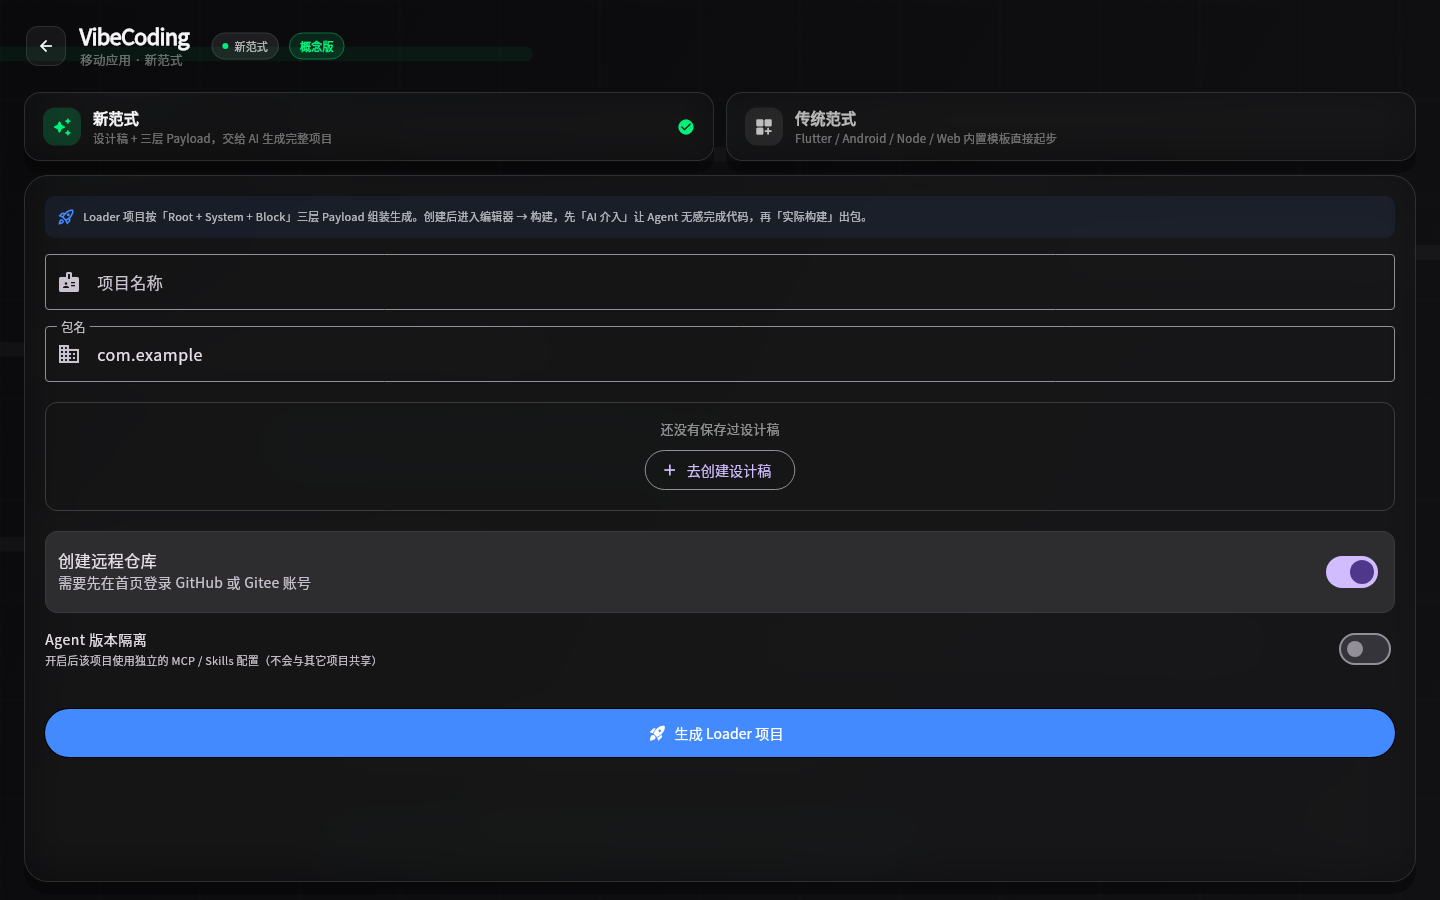 VibeCoding
移动应用 · 新范式
新范式
概念版
新范式
设计稿 + 三层 Payload，交给 AI 生成完整项目
传统范式
Flutter / Android / Node / Web 内置模板直接起步
Loader 项目按「Root + System + Block」三层 Payload 组装生成。创建后进入编辑器 → 构建，先「AI 介入」让 Agent 无感完成代码，再「实际构建」出包。
项目名称
包名
com.example
还没有保存过设计稿
去创建设计稿
创建远程仓库
需要先在首页登录 GitHub 或 Gitee 账号
Agent 版本隔离
开启后该项目使用独立的 MCP / Skills 配置（不会与其它项目共享）
生成 Loader 项目